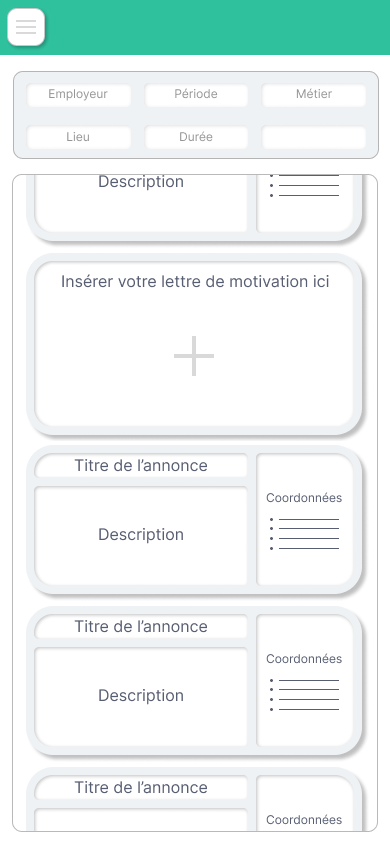 Employeur
Période
Métier
Lieu
Durée
Description
Insérer votre lettre de motivation ici
Titre de l’annonce
Description
Coordonnées
Titre de l’annonce
Description
Coordonnées
Titre de l’annonce
Coordonnées